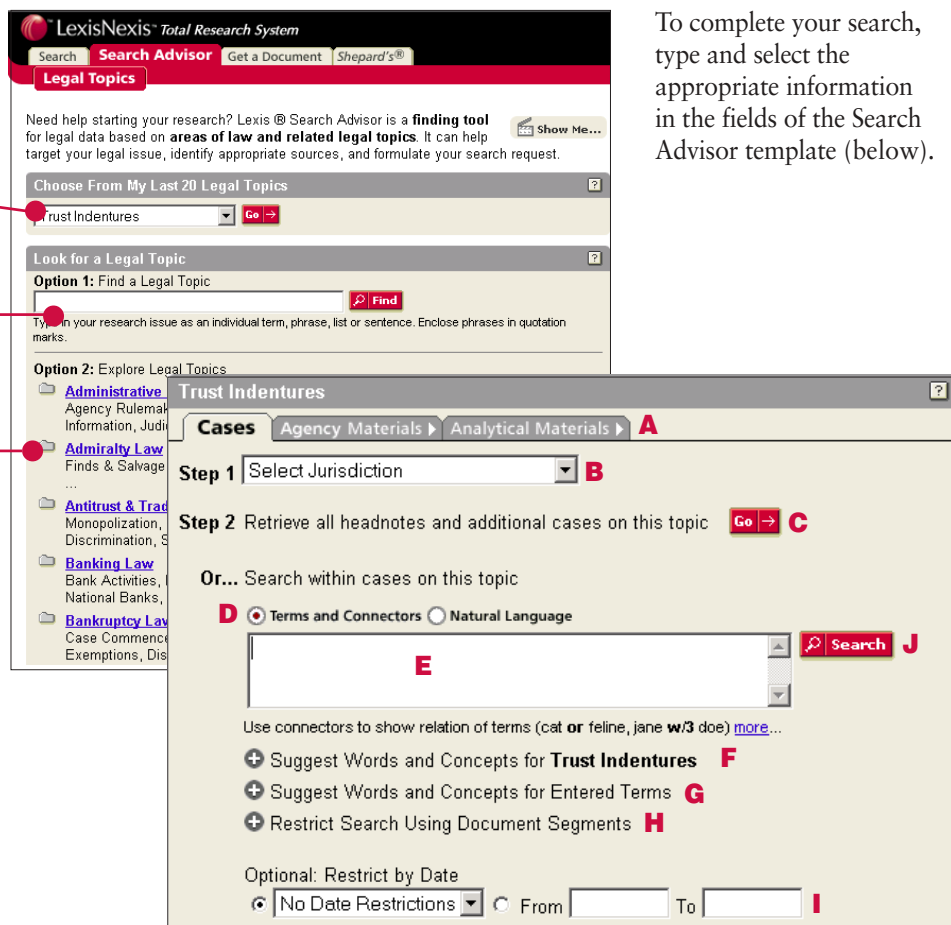 LexisNexis™ Total Research System
Search Search Advisor Get a Document Shepard's®
Legal Topics
Need help starting your research? Lexis ® Search Advisor is a finding tool
for legal data based on areas of law and related legal topics. It can help
target your legal issue, identify appropriate sources, and formulate your search request.
Show Me...
Choose From My Last 20 Legal Topics ?
Trust Indentures Go →
Look for a Legal Topic ?
Option 1: Find a Legal Topic
Find
Type in your research issue as an individual term, phrase, list or sentence. Enclose phrases in quotation
marks.
Option 2: Explore Legal Topics
Administrative
Agency Rulemak
Information, Judi
Admiralty Law
Finds & Salvage
...
Antitrust & Trad
Monopolization,
Discrimination, S
Banking Law
Bank Activities,
National Banks,
Bankruptcy Law
Case Commence
Exemptions, Dis
To complete your search,
type and select the
appropriate information
in the fields of the Search
Advisor template (below).
Trust Indentures ?
Cases Agency Materials Analytical Materials A
Step 1 Select Jurisdiction B
Step 2 Retrieve all headnotes and additional cases on this topic Go → C
Or... Search within cases on this topic
D Terms and Connectors Natural Language
E
Search J
Use connectors to show relation of terms (cat or feline, jane w/3 doe) more...
Suggest Words and Concepts for Trust Indentures F
Suggest Words and Concepts for Entered Terms G
Restrict Search Using Document Segments H
Optional: Restrict by Date
No Date Restrictions From To I